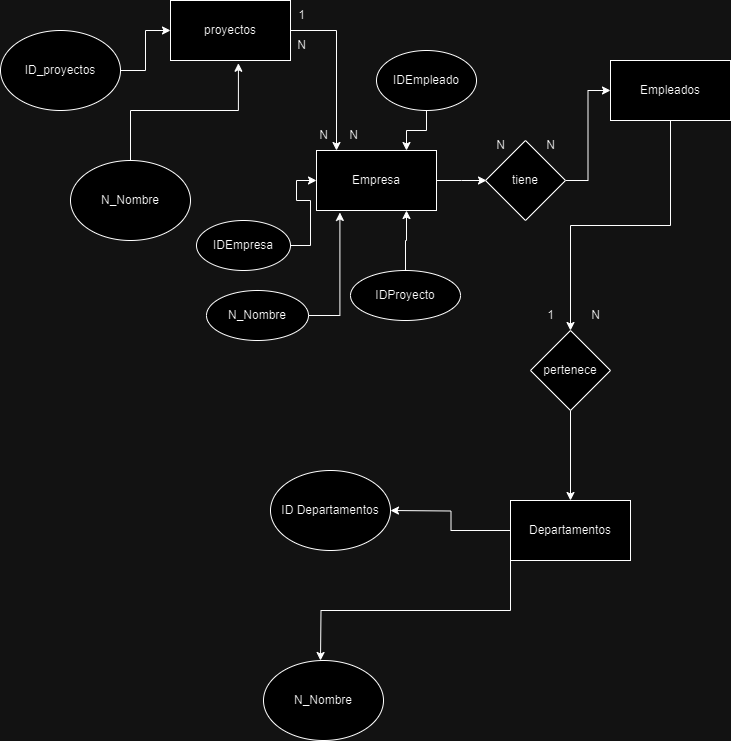 proyectos
1
N
ID_proyectos
N_Nombre
IDEmpleado
Empleados
N N
Empresa
N N
tiene
IDEmpresa
N_Nombre
IDProyecto
1 N
pertenece
ID Departamentos
Departamentos
N_Nombre